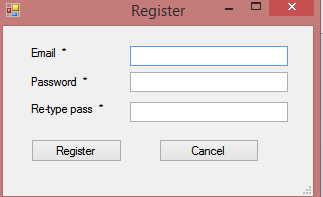 Register
Email *
Password *
Re-type pass *
Register Cancel